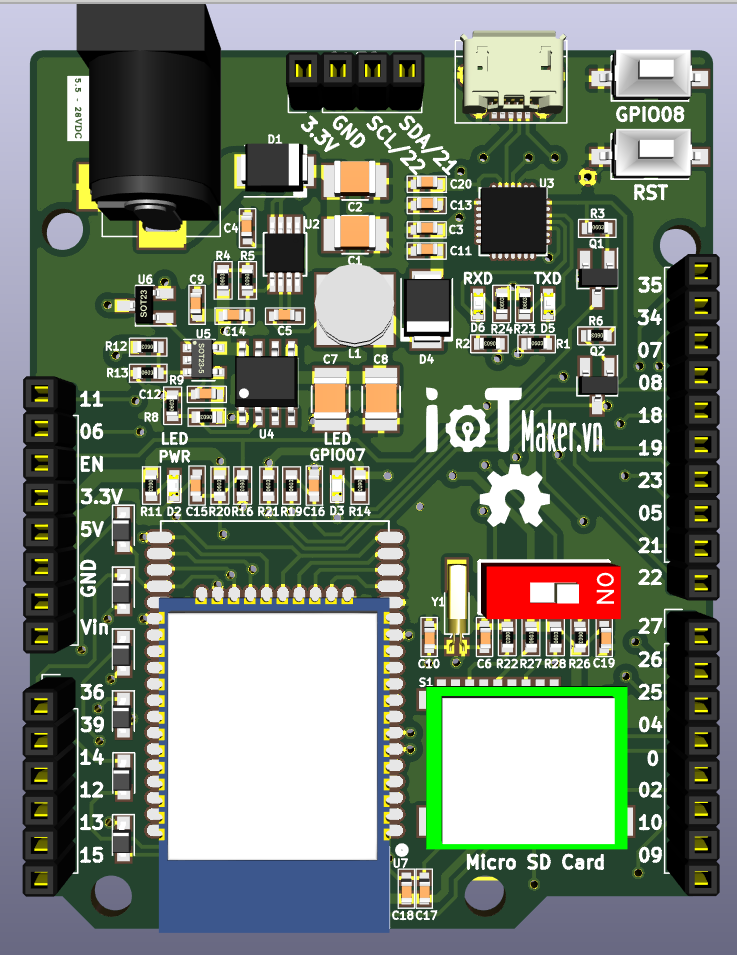 5.5 - 28VDC
3.3V
GND
SCL/22
SDA/21
GPIO08
RST
D1
C2
C20
C13
C3
C11
U3
R3
Q1
C4
U2
C1
R4 R5
U6
SOT23
C9
C14
C5
L1
D4
RXD TXD
D6 R24 R23 D5
R2 R1
R6
Q2
R12
U5
SOT23-5
R13
R9
C12
R8
U4
C7 C8
LED
PWR
LED
GPIO07
IoTMaker.vn
R11 D2 C15 R20 R16 R21 R19 C16 D3 R14
11
06
EN
3.3V
5V
GND
Vin
36
39
14
12
13
15
35
34
07
08
18
19
23
05
21
22
27
26
25
04
0
02
10
09
Y1
NO
C10 C6 R22 R27 R28 R26 C19
S1
Micro SD Card
U7
C18 C17